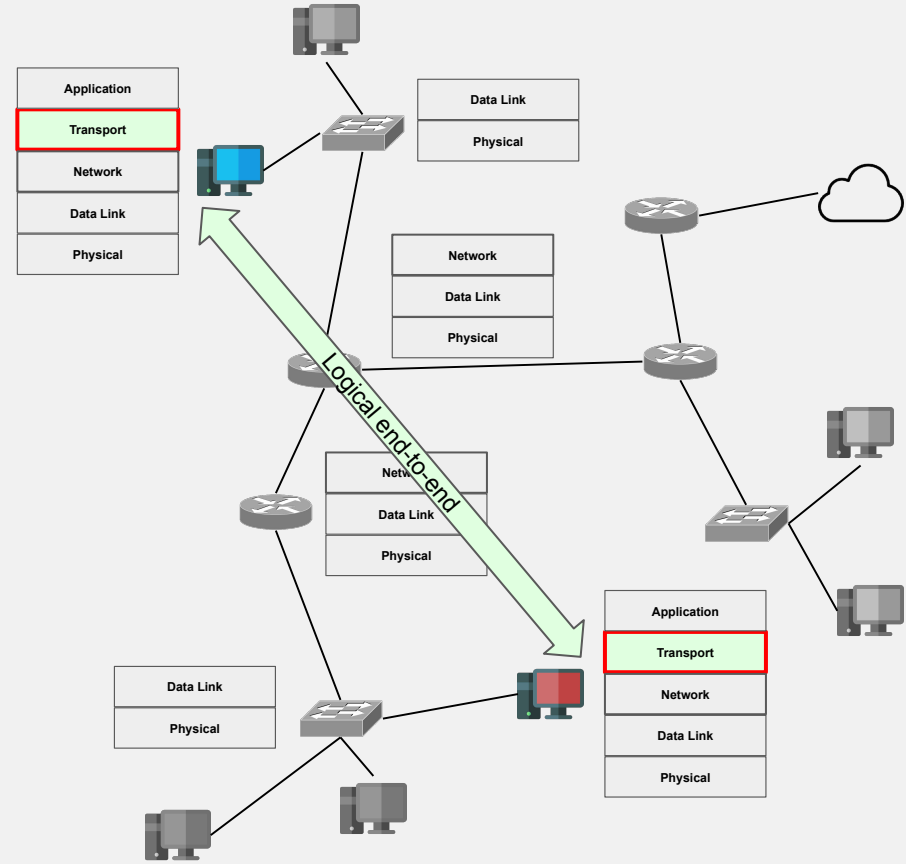 Application
Transport
Network
Data Link
Physical
Data Link
Physical
Network
Data Link
Physical
Logical end-to-end
Netw
Data Link
Physical
Application
Transport
Network
Data Link
Physical
Data Link
Physical